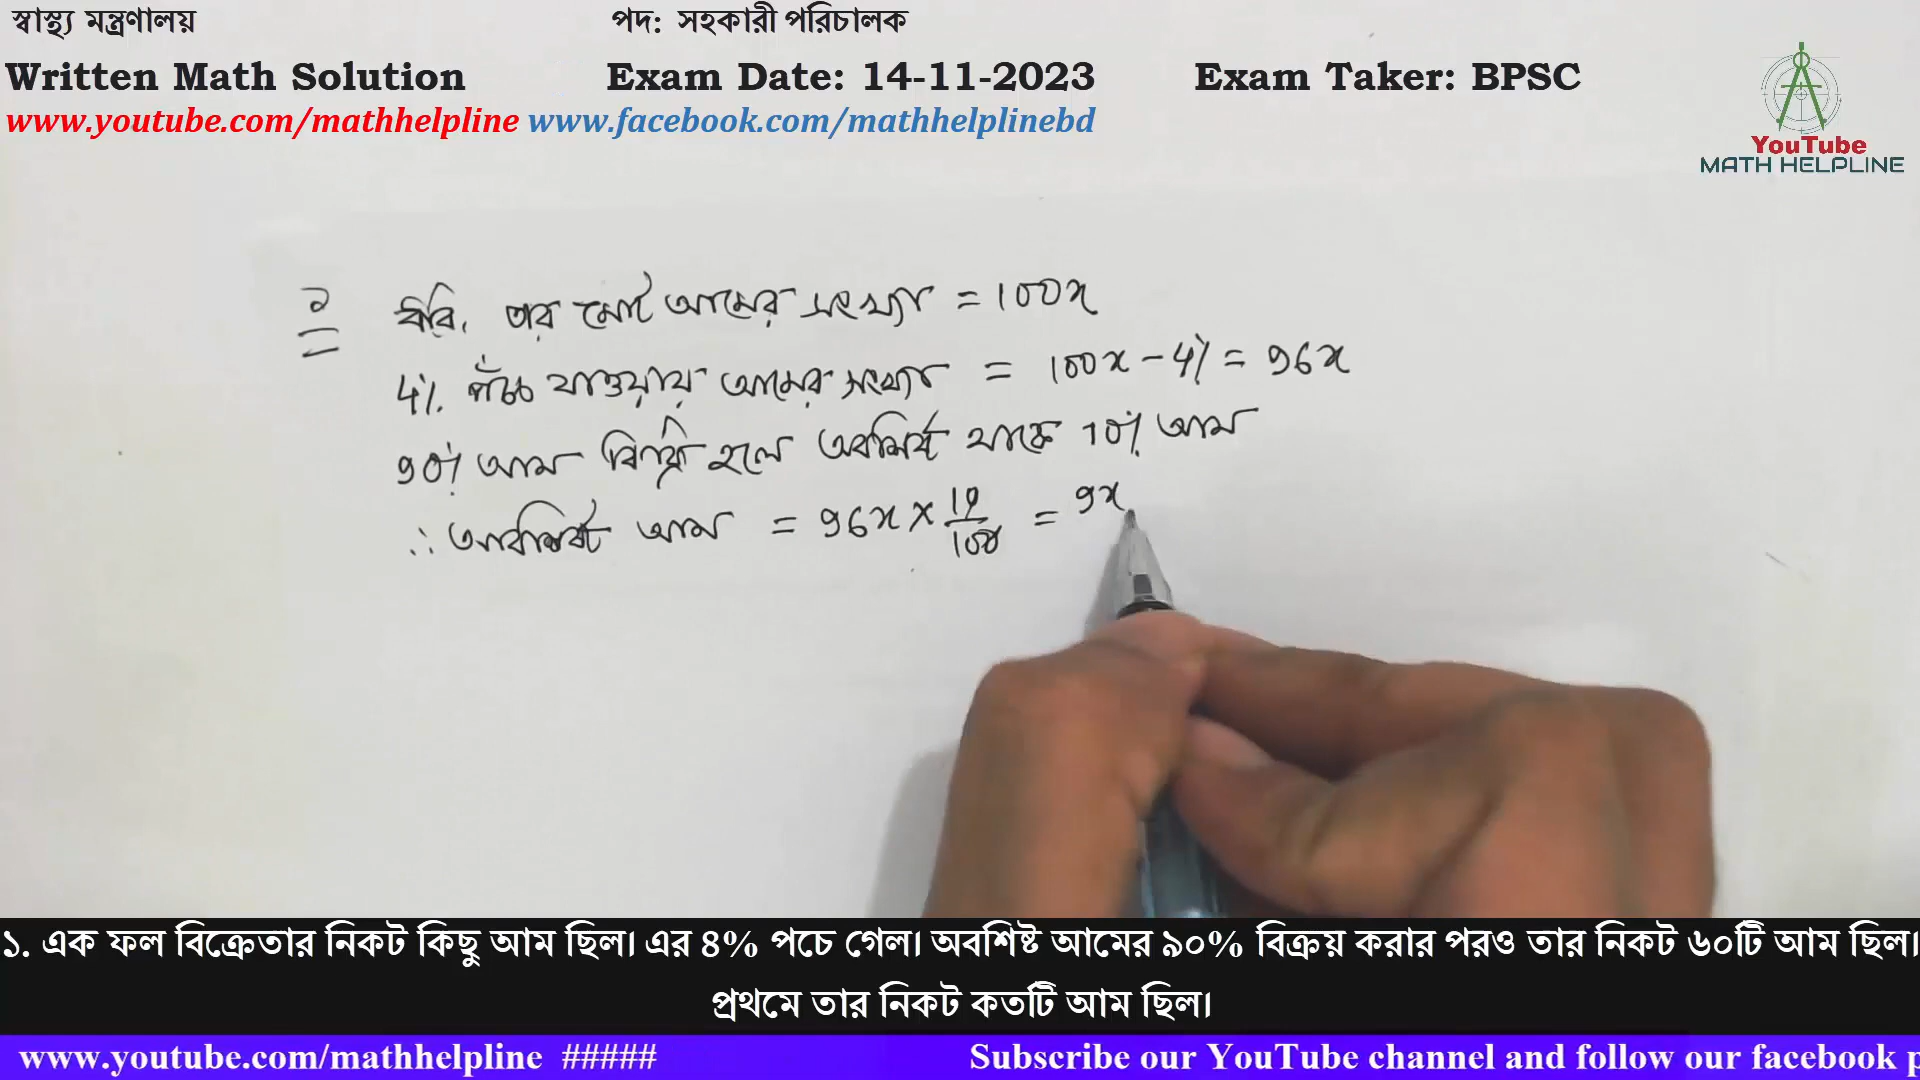 স্বাস্থ্য মন্ত্রণালয় পদ: সহকারী পরিচালক
Written Math Solution Exam Date: 14-11-2023 Exam Taker: BPSC
www.youtube.com/mathhelpline www.facebook.com/mathhelplinebd
YouTube
MATH HELPLINE
১ ধরি, তার মোট আমের সংখ্যা = 100x
4% পঁচে যাওয়ায় আমের সংখ্যা = 100x - 4% = 96x
90% আম বিক্রি হলে অবশিষ্ট থাকে 10% আম
∴ অবশিষ্ট আম = 96x × 10/100 = 9x
১. এক ফল বিক্রেতার নিকট কিছু আম ছিল। এর ৪% পচে গেল। অবশিষ্ট আমের ৯০% বিক্রয় করার পরও তার নিকট ৬০টি আম ছিল।
প্রথমে তার নিকট কতটি আম ছিল।
www.youtube.com/mathhelpline ##### Subscribe our YouTube channel and follow our facebook p